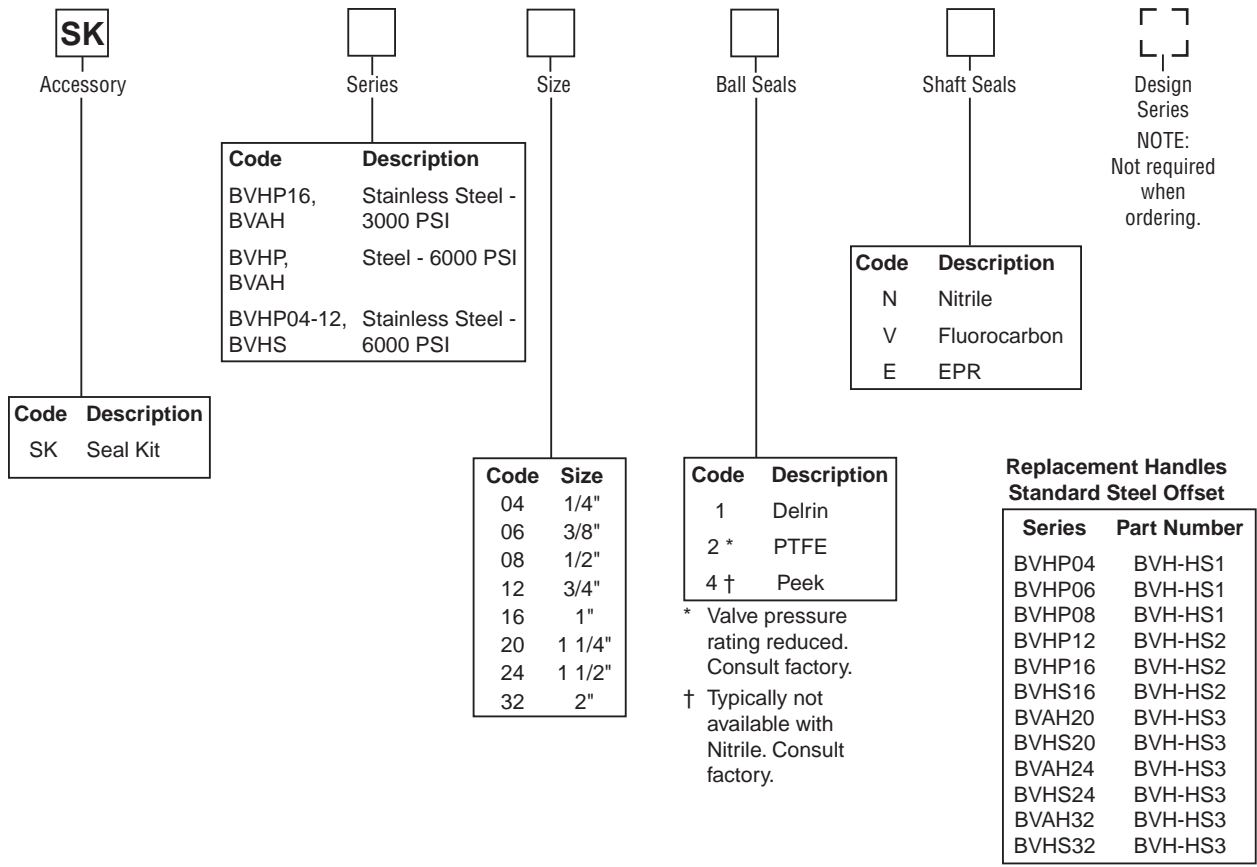 SK
Accessory
Series
Size
Ball Seals
Shaft Seals
Design
Series
NOTE:
Not required
when
ordering.
Code Description
BVHP16, Stainless Steel -
BVAH 3000 PSI
BVHP, Steel - 6000 PSI
BVAH
BVHP04-12, Stainless Steel -
BVHS 6000 PSI
Code Description
N Nitrile
V Fluorocarbon
E EPR
Code Description
SK Seal Kit
Code Size
04 1/4"
06 3/8"
08 1/2"
12 3/4"
16 1"
20 1 1/4"
24 1 1/2"
32 2"
Code Description
1 Delrin
2 * PTFE
4 † Peek
* Valve pressure
rating reduced.
Consult factory.
† Typically not
available with
Nitrile. Consult
factory.
Replacement Handles
Standard Steel Offset
Series Part Number
BVHP04 BVH-HS1
BVHP06 BVH-HS1
BVHP08 BVH-HS1
BVHP12 BVH-HS2
BVHP16 BVH-HS2
BVHS16 BVH-HS2
BVAH20 BVH-HS3
BVHS20 BVH-HS3
BVAH24 BVH-HS3
BVHS24 BVH-HS3
BVAH32 BVH-HS3
BVHS32 BVH-HS3